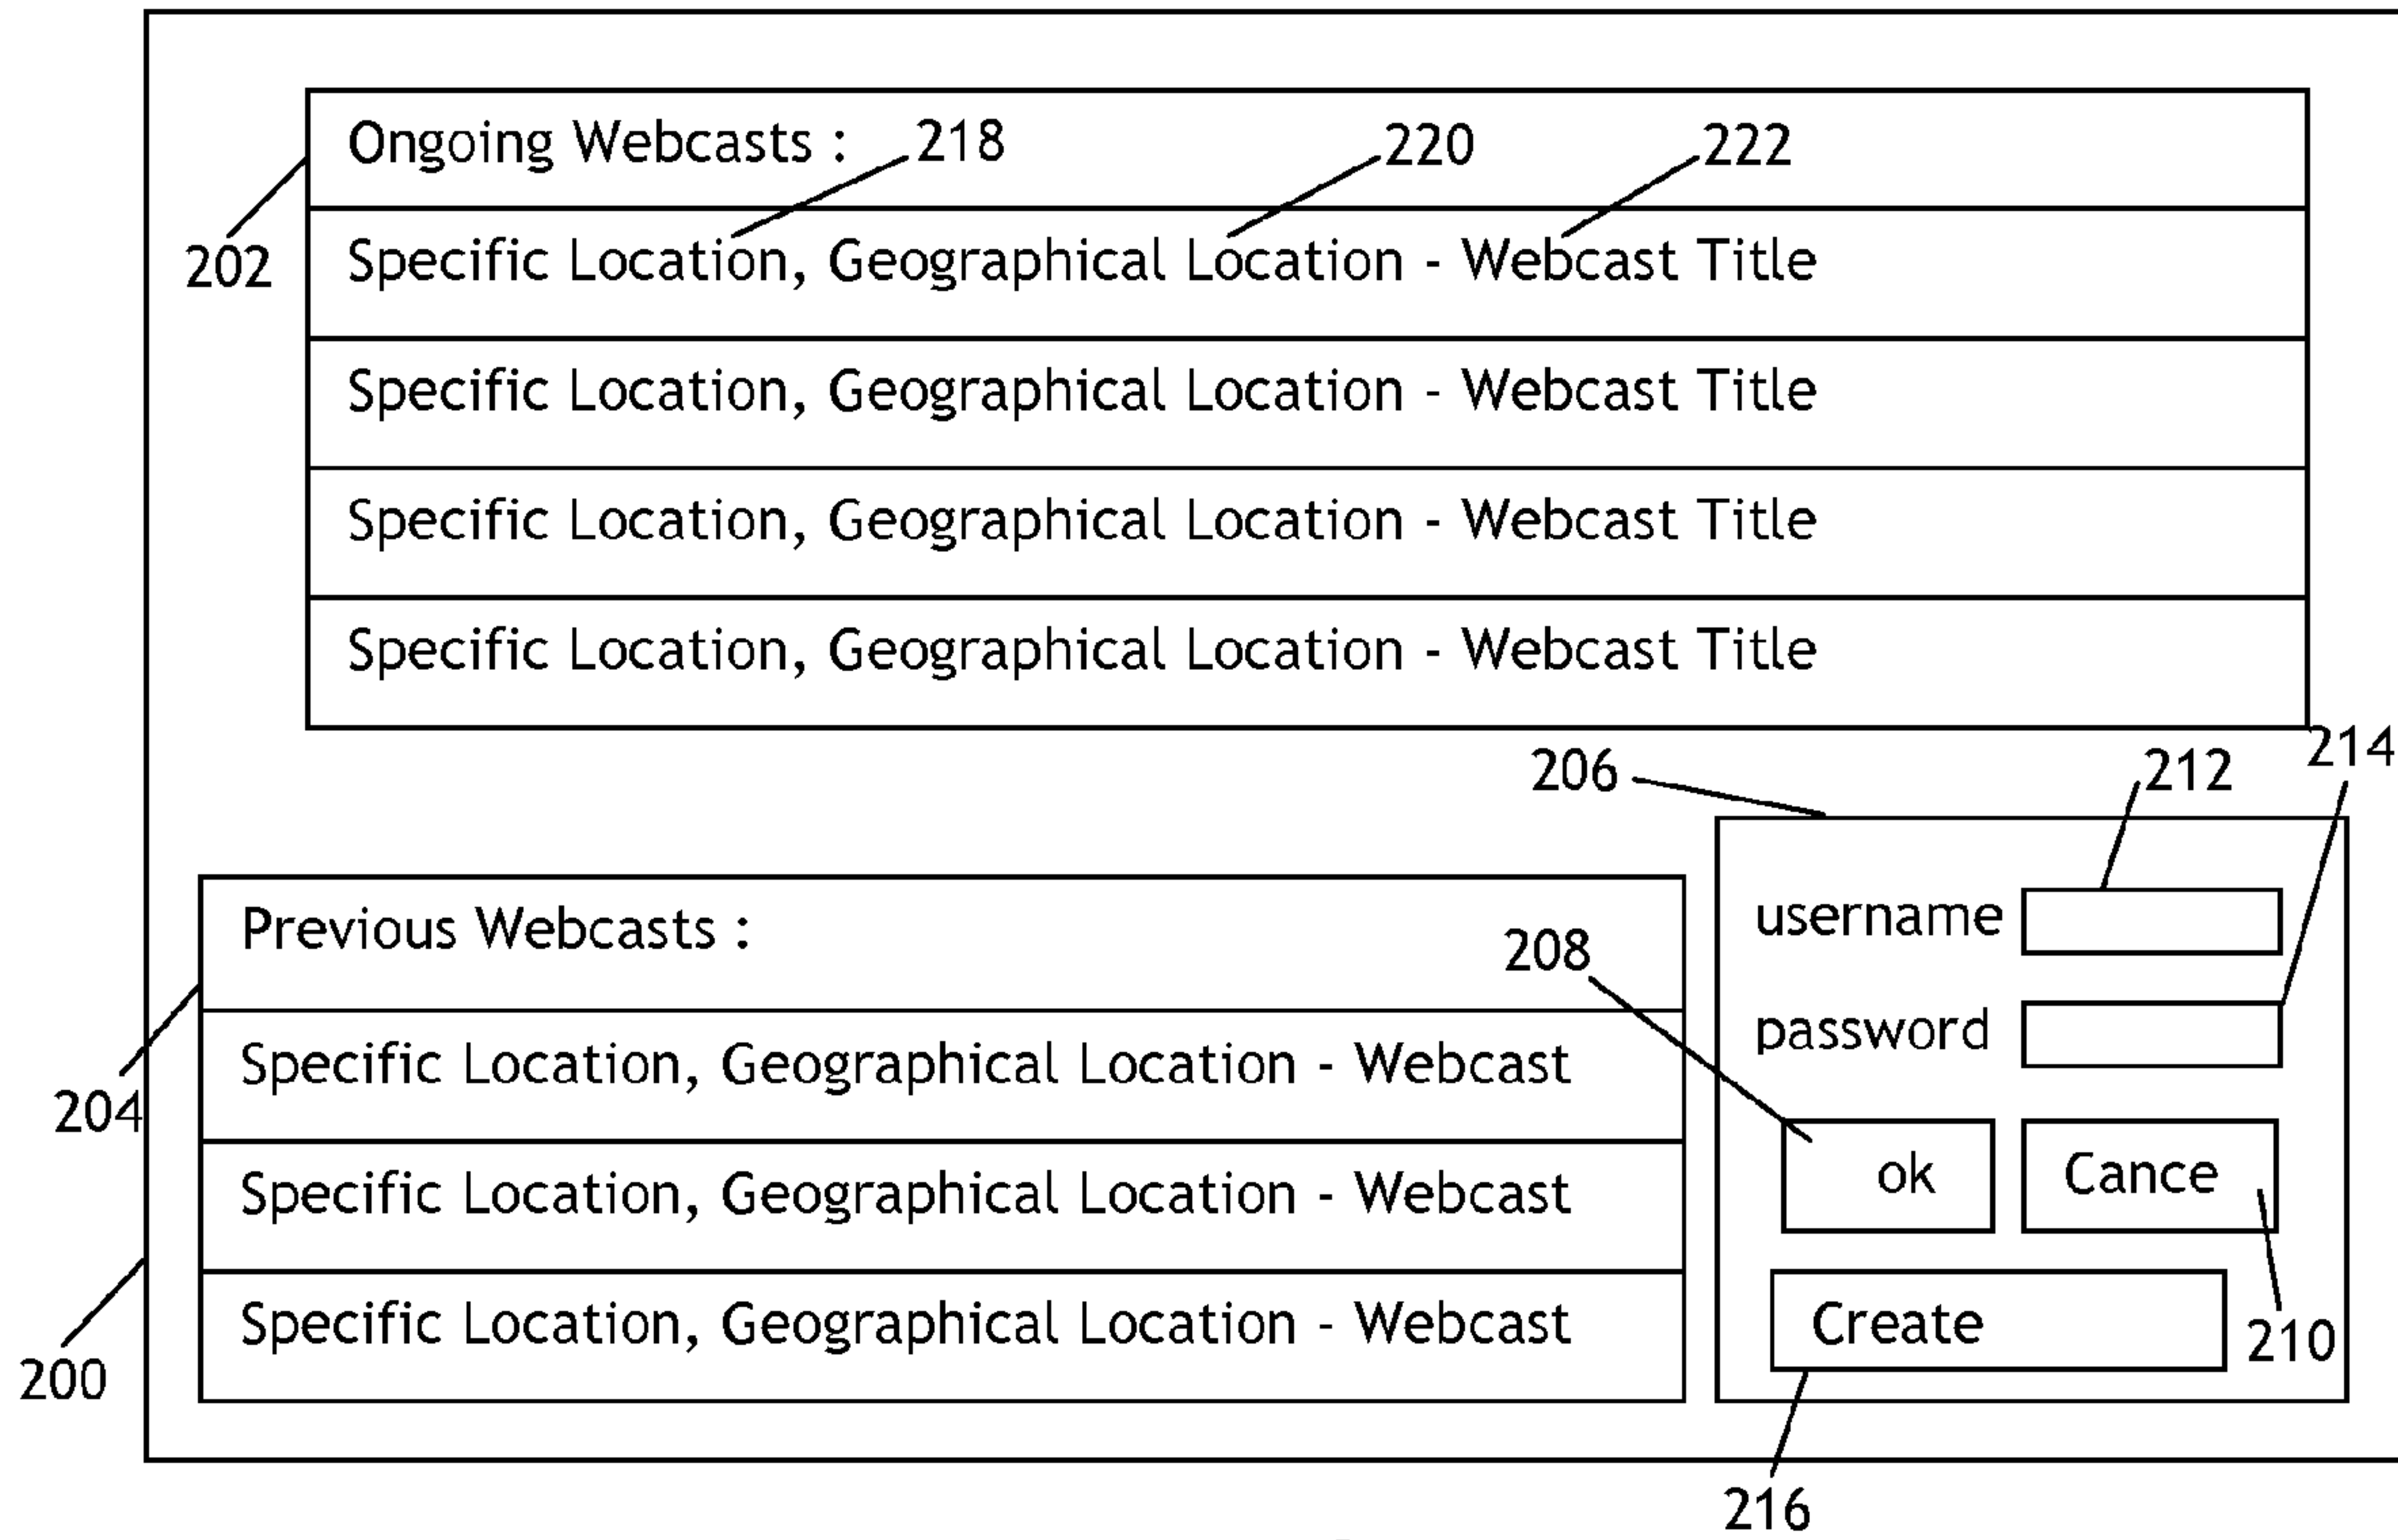 Ongoing Webcasts : 218 220 222
202
Specific Location, Geographical Location - Webcast Title
Specific Location, Geographical Location - Webcast Title
Specific Location, Geographical Location - Webcast Title
Specific Location, Geographical Location - Webcast Title
206 212 214
Previous Webcasts :
208
username
password
204
Specific Location, Geographical Location - Webcast
Specific Location, Geographical Location - Webcast
Specific Location, Geographical Location - Webcast
ok Cance
Create
210
200
216